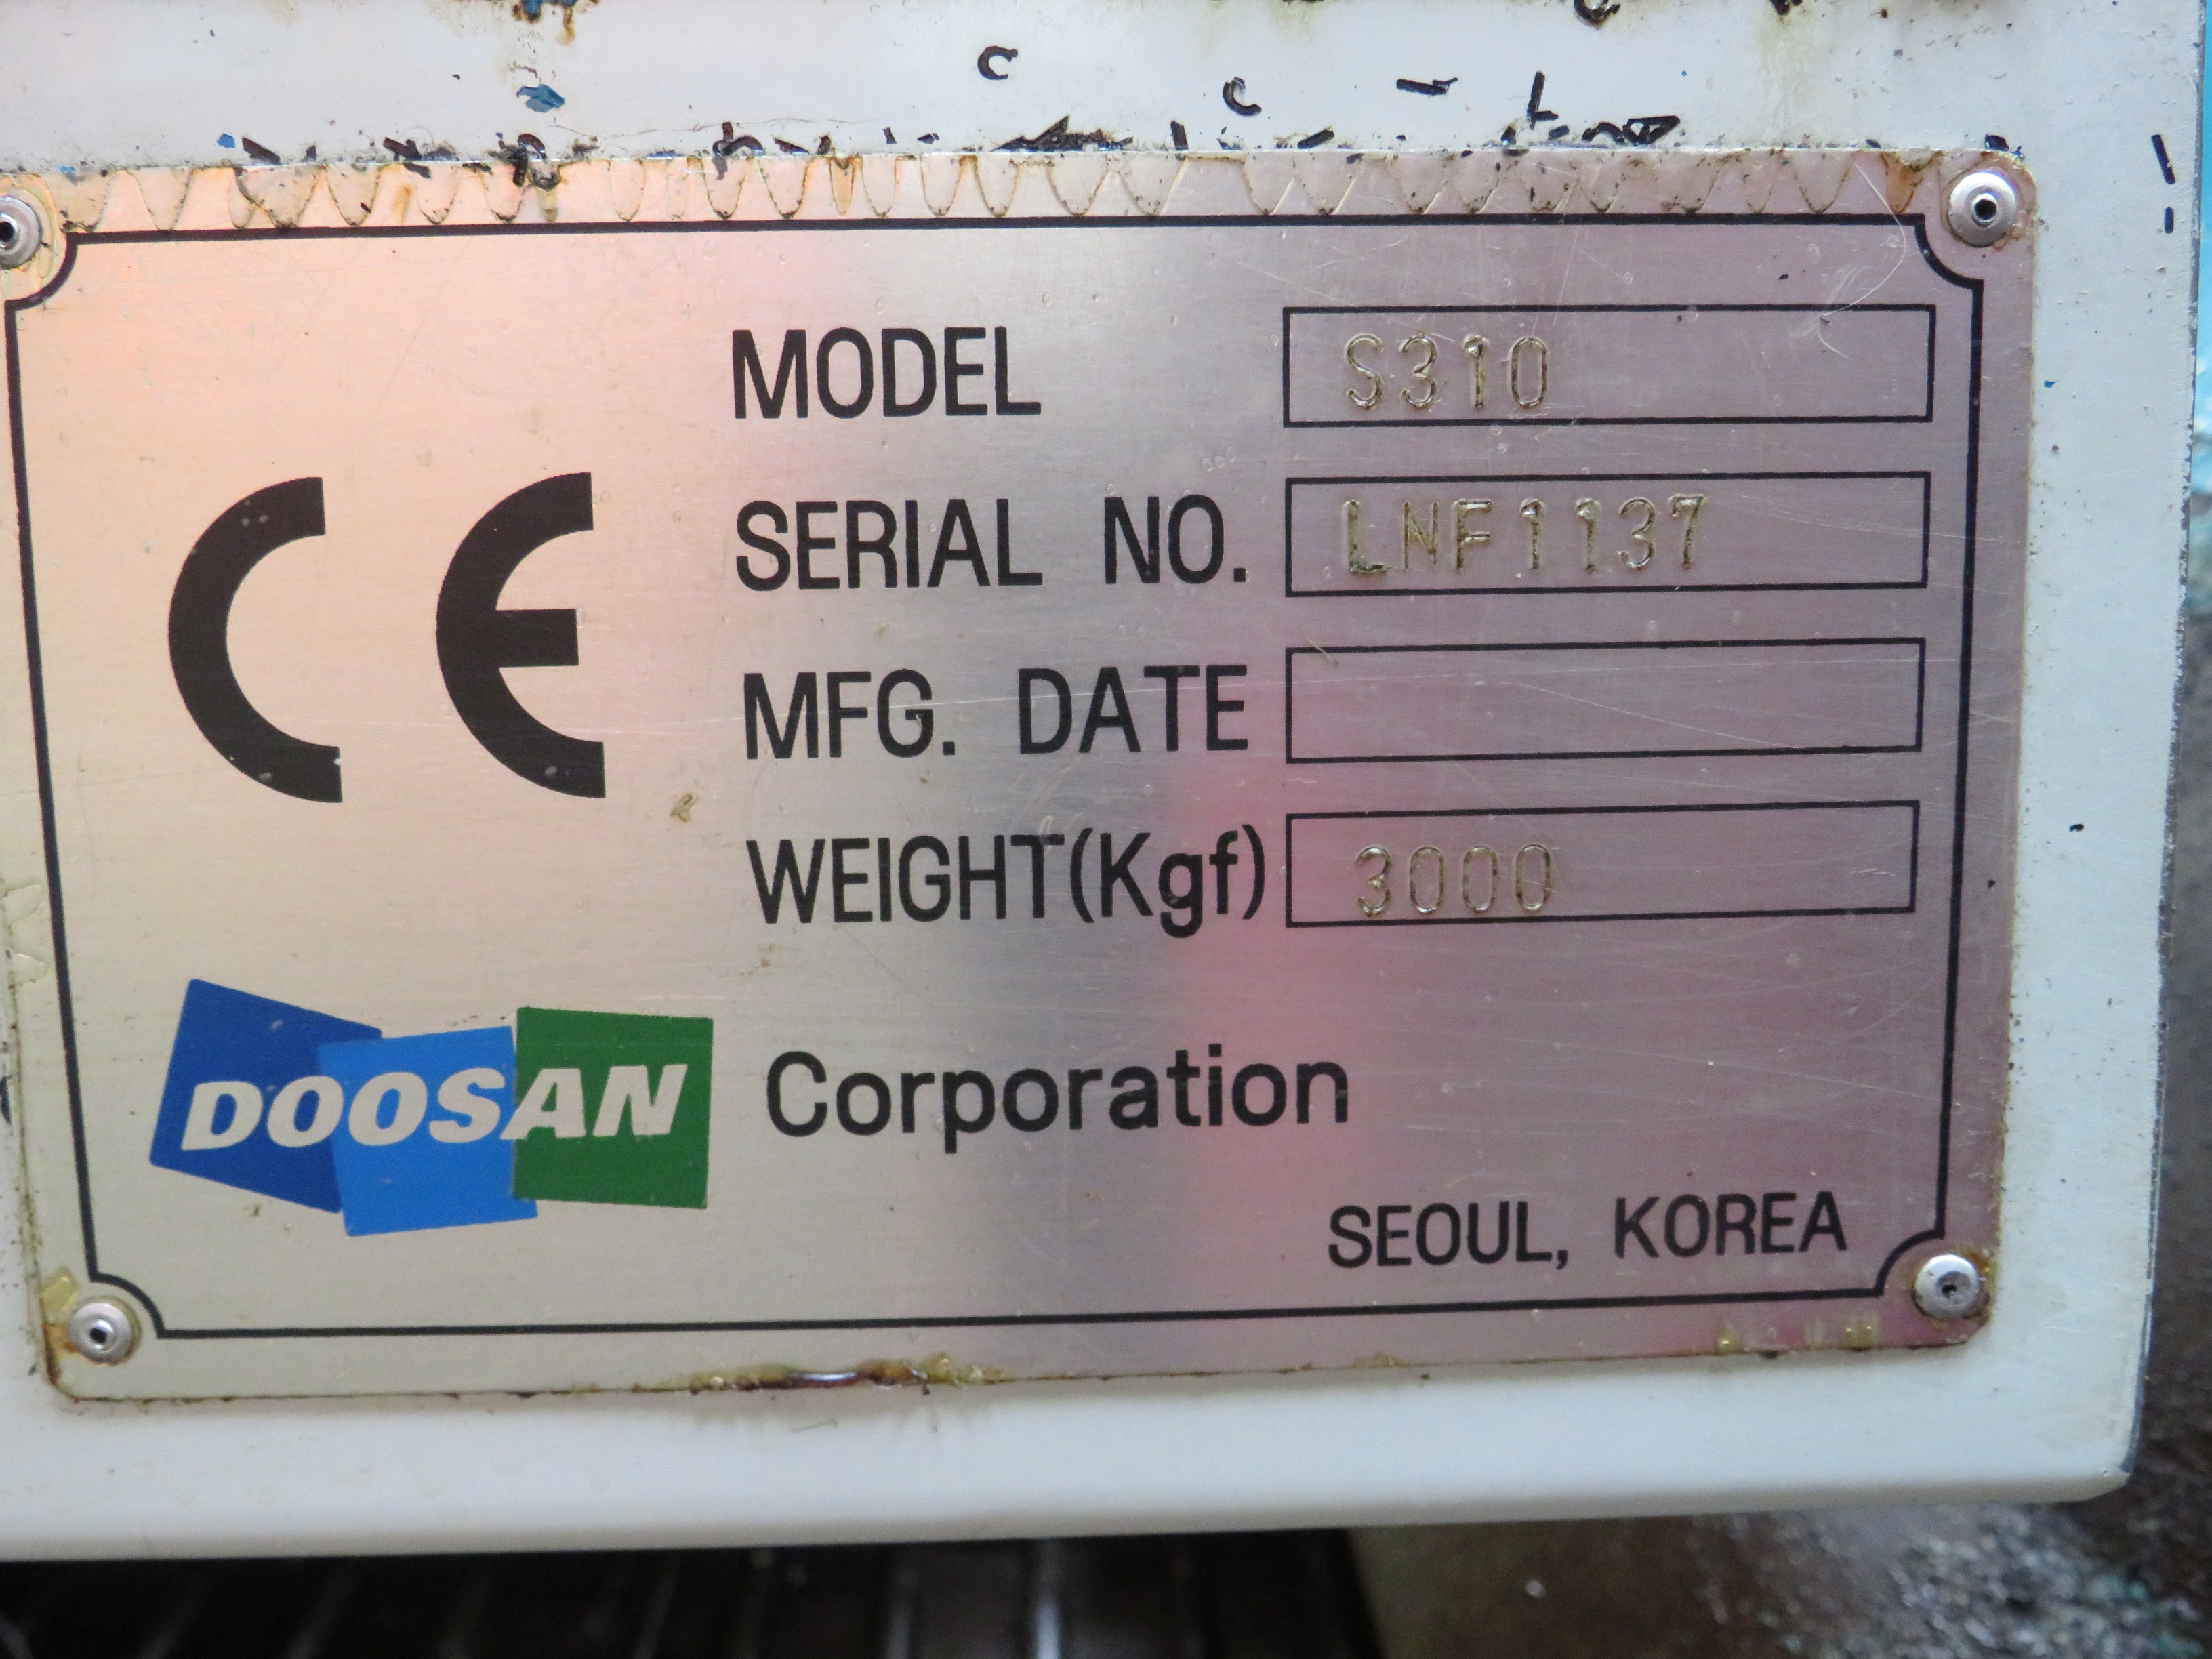 MODEL S310
SERIAL NO. LNF1137
MFG. DATE
WEIGHT(Kgf) 3000
CE
DOOSAN Corporation
SEOUL, KOREA